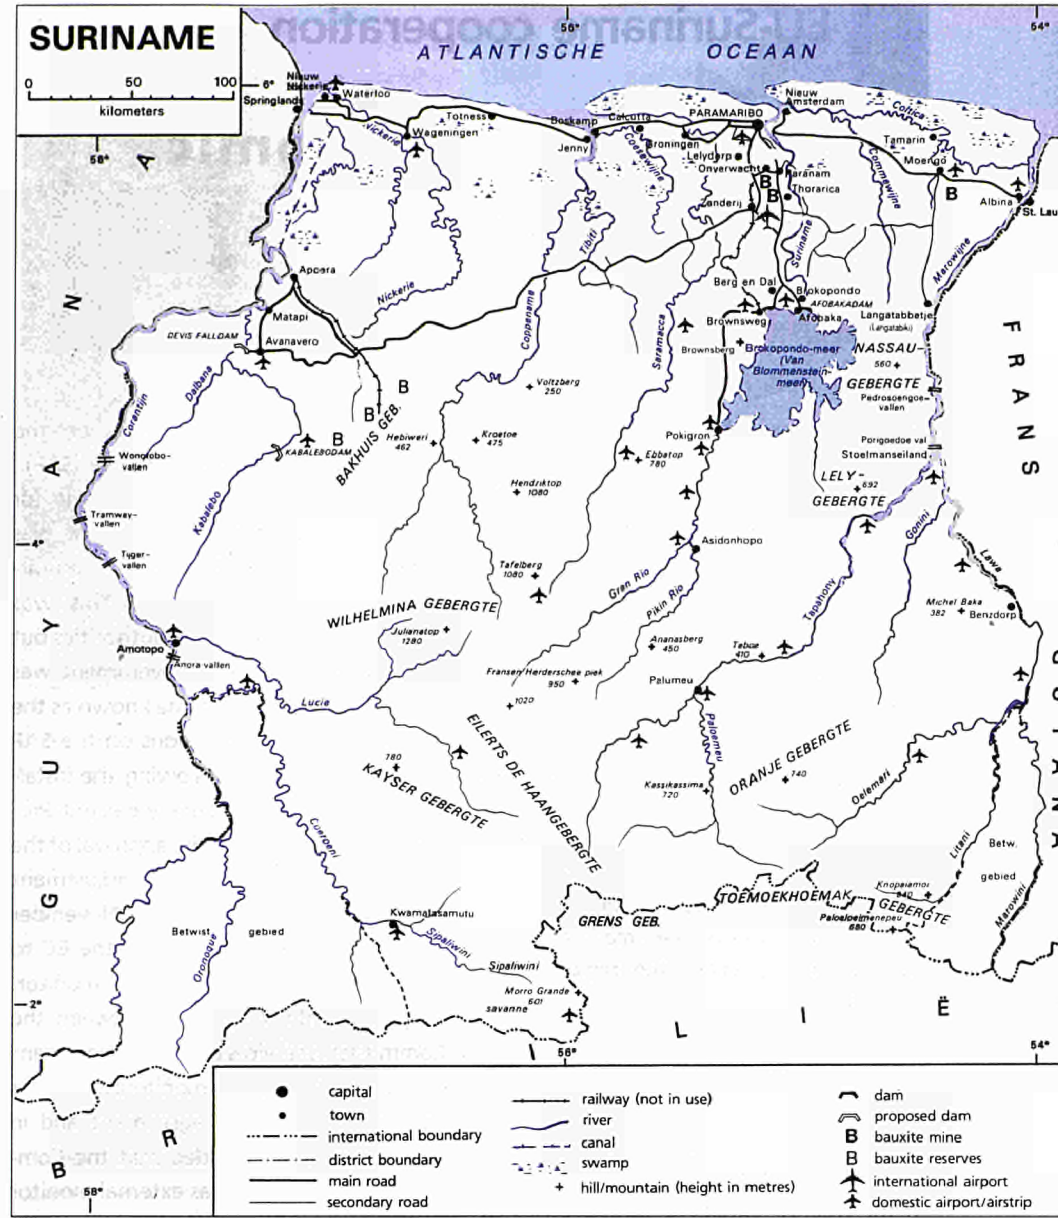 SURINAME
0 50 100
kilometers
ATLANTISCHE OCEAAN
56°
54°
6°
58°
Nieuw
Nickerie
Waterloo
Springlands
Totness
Wageningen
Nickerie
Boskamp
Jenny
Calcutta
Coesewijne
Groningen
PARAMARIBO
Nieuw
Amsterdam
Lelydorp
Onverwacht
Paranam
B
B
Thorarica
Zanderij
Cottica
Tamarin
Moengo
B
Commewijne
Albina
St. Lau
Marowijne
Tibiti
Suriname
Appera
Nickerie
Coppename
Saramacca
Berg en Dal
Brokopondo
AFOBAKADAM
Brownsweg
Afobaka
Langatabbetje
(Langatabiki)
Matapi
DEVIS FALLDAM
Avanavero
Brownsberg
Brokopondo-meer
(Van
Blommenstein-
meer)
NASSAU-
560
GEBERGTE
Pedrosoengoe-
vallen
Dalbana
Corantijn
Voltzberg
250
B
B
BAKHUIS GEB.
B
Hebiweri
462
Kroetoe
475
KABALEBODAM
Wonotobo-
vallen
Pokigron
Porigoedoe val
Stoelmanseiland
Ebbatop
780
LELY-
692
GEBERGTE
Hendriktop
1080
Kabalebo
Tramway-
vallen
4°
Tijger-
vallen
Gonini
Asidonhopo
Lawa
Tafelberg
1080
Gran Rio
Pikin Rio
Tapahony
WILHELMINA GEBERGTE
Julianatop
1280
Michel Baka
382
Benzdorp
Amotopo
Anora vallen
Ananasberg
450
Teboe
410
Fransen Herderschee piek
950
Palumeu
Lucie
1020
Paloemeu
EILERTS DE HAANGEBERGTE
780
KAYSER GEBERGTE
ORANJE GEBERGTE
740
Kassikassima
720
Oelemari
Coeroeni
Litani
Betw.
gebied
Marowini
Knopaiamoi
640
TOEMOEKHOEMAK
GEBERGTE
Paloeloeimenepeu
680
GRENS GEB.
Kwamalasamutu
Sipaliwini
Betwist gebied
Oronoque
Sipaliwini
Morro Grande
601
savanne
2°
G U Y A N A
F R A N S
G U I A N A
B R I L I Ë
56°
54°
58°
capital
town
international boundary
district boundary
main road
secondary road
railway (not in use)
river
canal
swamp
hill/mountain (height in metres)
dam
proposed dam
B bauxite mine
B bauxite reserves
international airport
domestic airport/airstrip